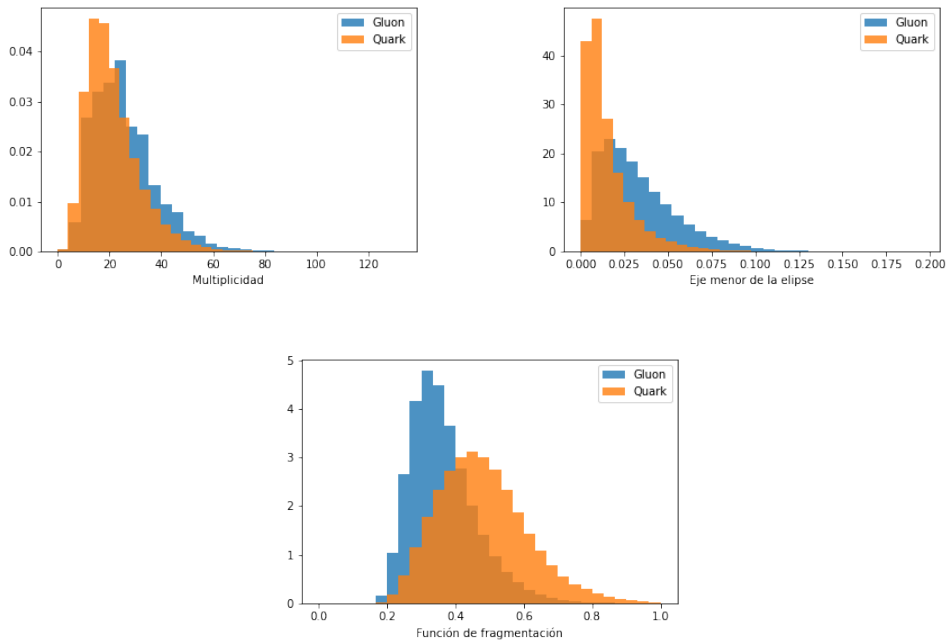 Gluon
Quark
0.04
0.03
0.02
0.01
0.00
0 20 40 60 80 100 120
Multiplicidad
Gluon
Quark
40
30
20
10
0
0.000 0.025 0.050 0.075 0.100 0.125 0.150 0.175 0.200
Eje menor de la elipse
Gluon
Quark
5
4
3
2
1
0
0.0 0.2 0.4 0.6 0.8 1.0
Función de fragmentación